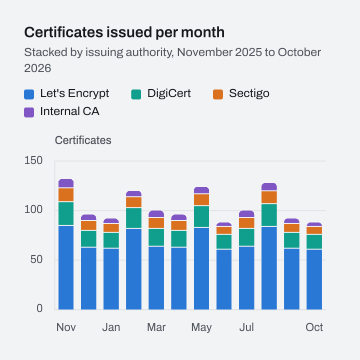 Certificates issued per month
Stacked by issuing authority, November 2025 to October
2026
Let's Encrypt DigiCert Sectigo
Internal CA
Certificates
150
100
50
0
Nov Jan Mar May Jul Oct